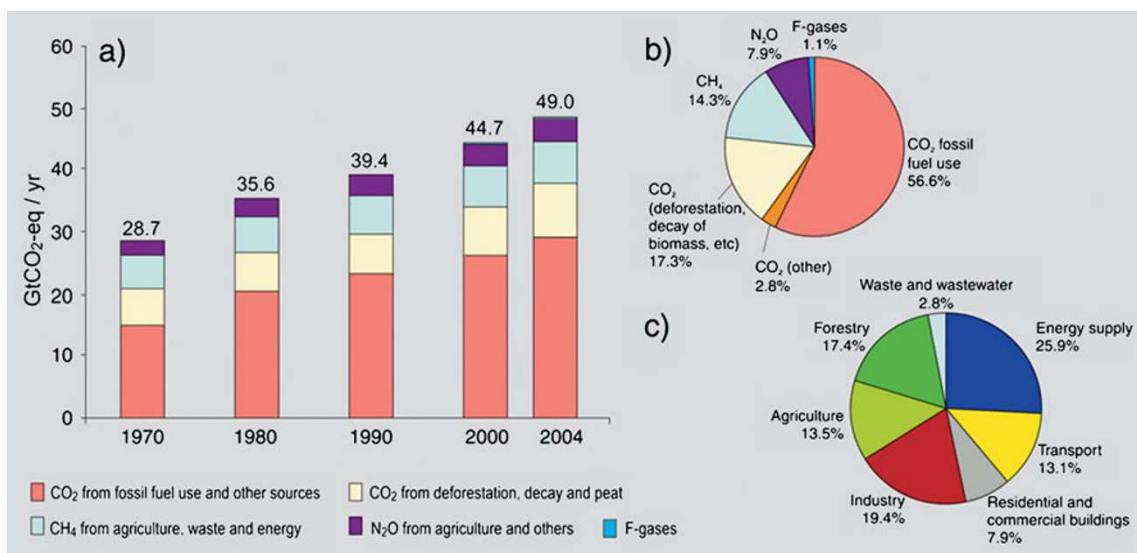 a)
GtCO₂-eq / yr
60
50
40
30
20
10
0
28.7
35.6
39.4
44.7
49.0
1970
1980
1990
2000
2004
CO₂ from fossil fuel use and other sources
CO₂ from deforestation, decay and peat
CH₄ from agriculture, waste and energy
N₂O from agriculture and others
F-gases
b)
F-gases
1.1%
N₂O
7.9%
CH₄
14.3%
CO₂ fossil
fuel use
56.6%
CO₂
(deforestation,
decay of
biomass, etc)
17.3%
CO₂ (other)
2.8%
c)
Waste and wastewater
2.8%
Forestry
17.4%
Energy supply
25.9%
Agriculture
13.5%
Transport
13.1%
Industry
19.4%
Residential and
commercial buildings
7.9%